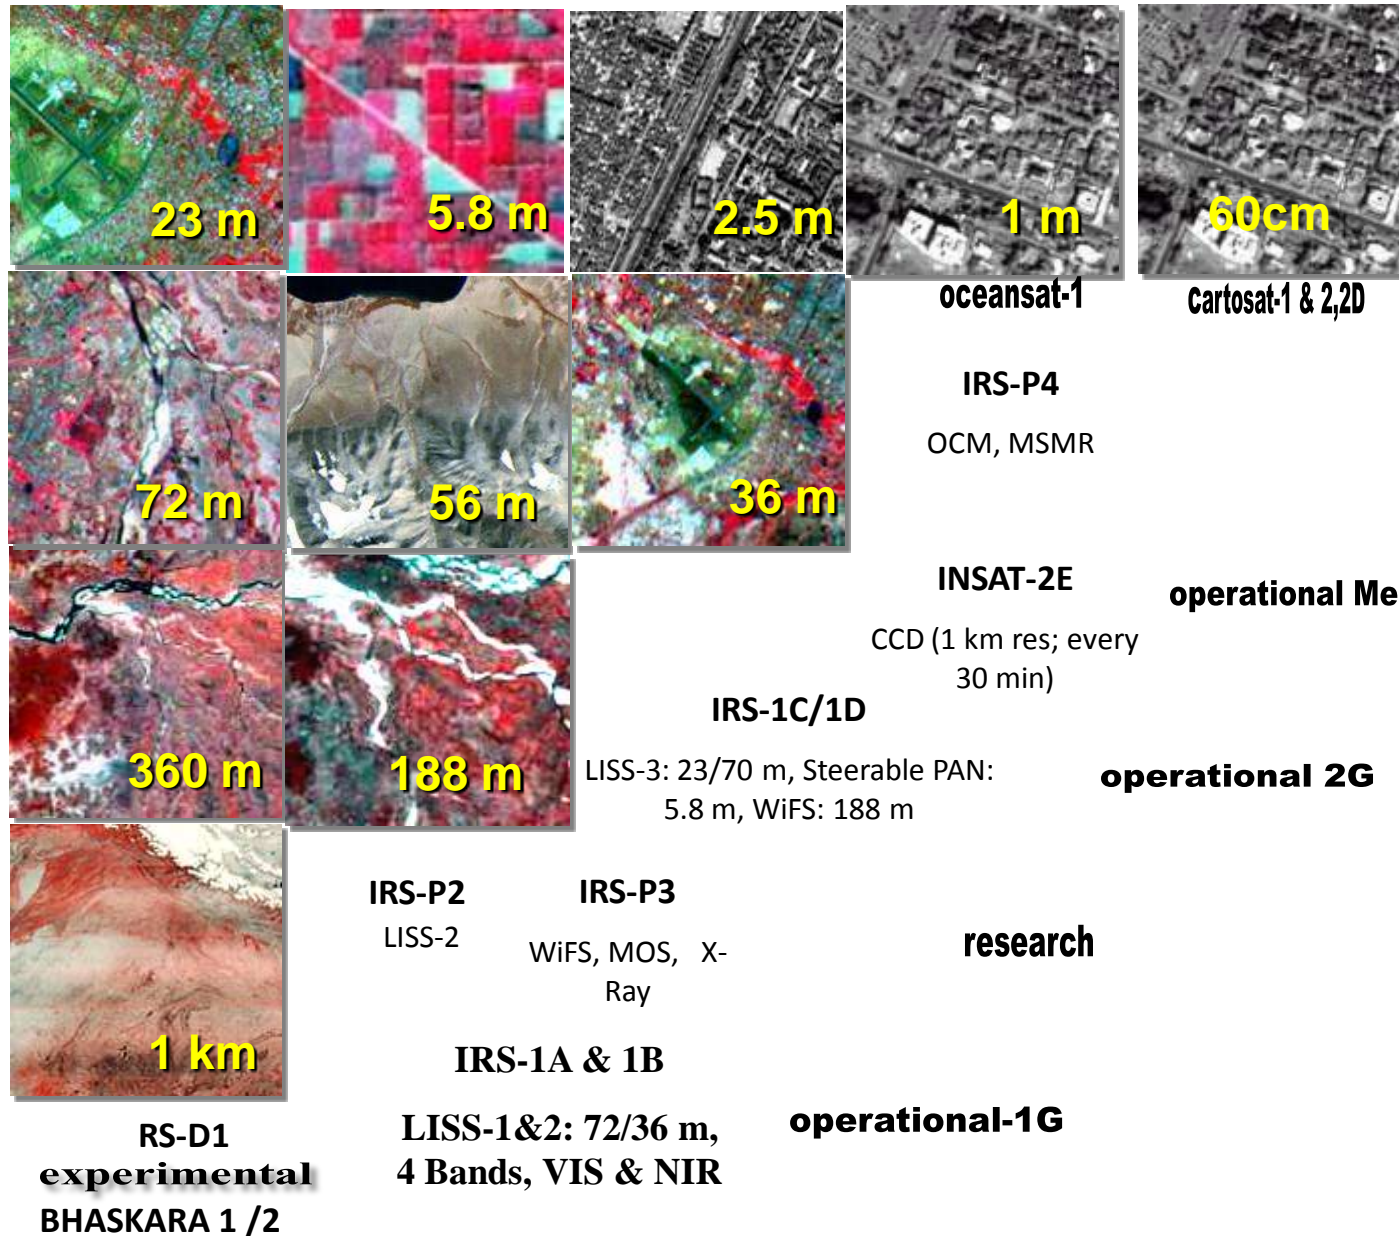 23 m
5.8 m
2.5 m
1 m
60cm
oceansat-1
Cartosat-1 & 2,2D
72 m
56 m
36 m
IRS-P4
OCM, MSMR
INSAT-2E
operational Me
CCD (1 km res; every
30 min)
360 m
188 m
IRS-1C/1D
LISS-3: 23/70 m, Steerable PAN:
5.8 m, WiFS: 188 m
operational 2G
1 km
IRS-P2
LISS-2
IRS-P3
WiFS, MOS, X-
Ray
research
IRS-1A & 1B
LISS-1&2: 72/36 m,
4 Bands, VIS & NIR
operational-1G
RS-D1
experimental
BHASKARA 1 /2